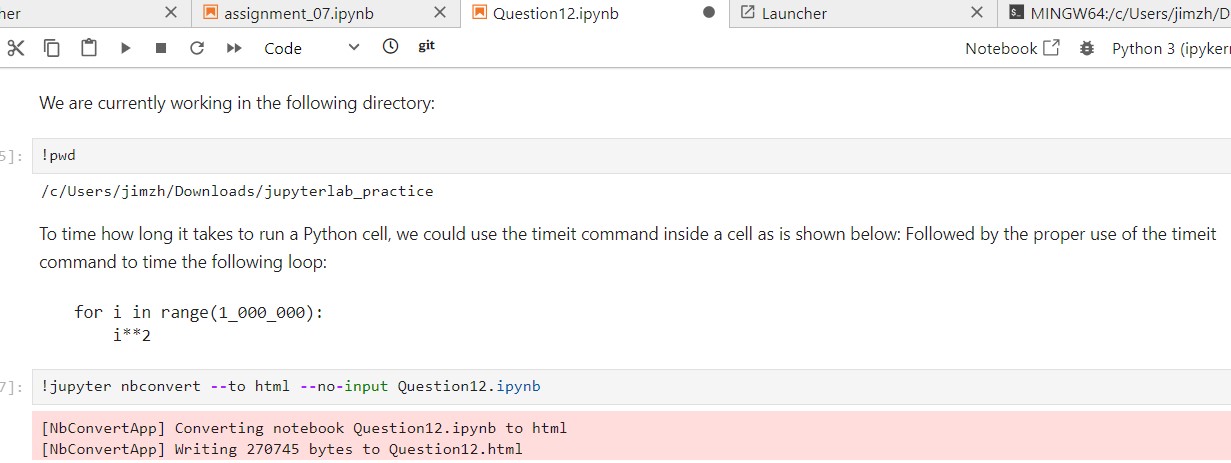 her assignment_07.ipynb Question12.ipynb Launcher MINGW64:/c/Users/jimzh/D
Code git Notebook Python 3 (ipyker
We are currently working in the following directory:
5]: !pwd
/c/Users/jimzh/Downloads/jupyterlab_practice
To time how long it takes to run a Python cell, we could use the timeit command inside a cell as is shown below: Followed by the proper use of the timeit
command to time the following loop:
for i in range(1_000_000):
i**2
7]: !jupyter nbconvert --to html --no-input Question12.ipynb
[NbConvertApp] Converting notebook Question12.ipynb to html
[NbConvertApp] Writing 270745 bytes to Question12.html